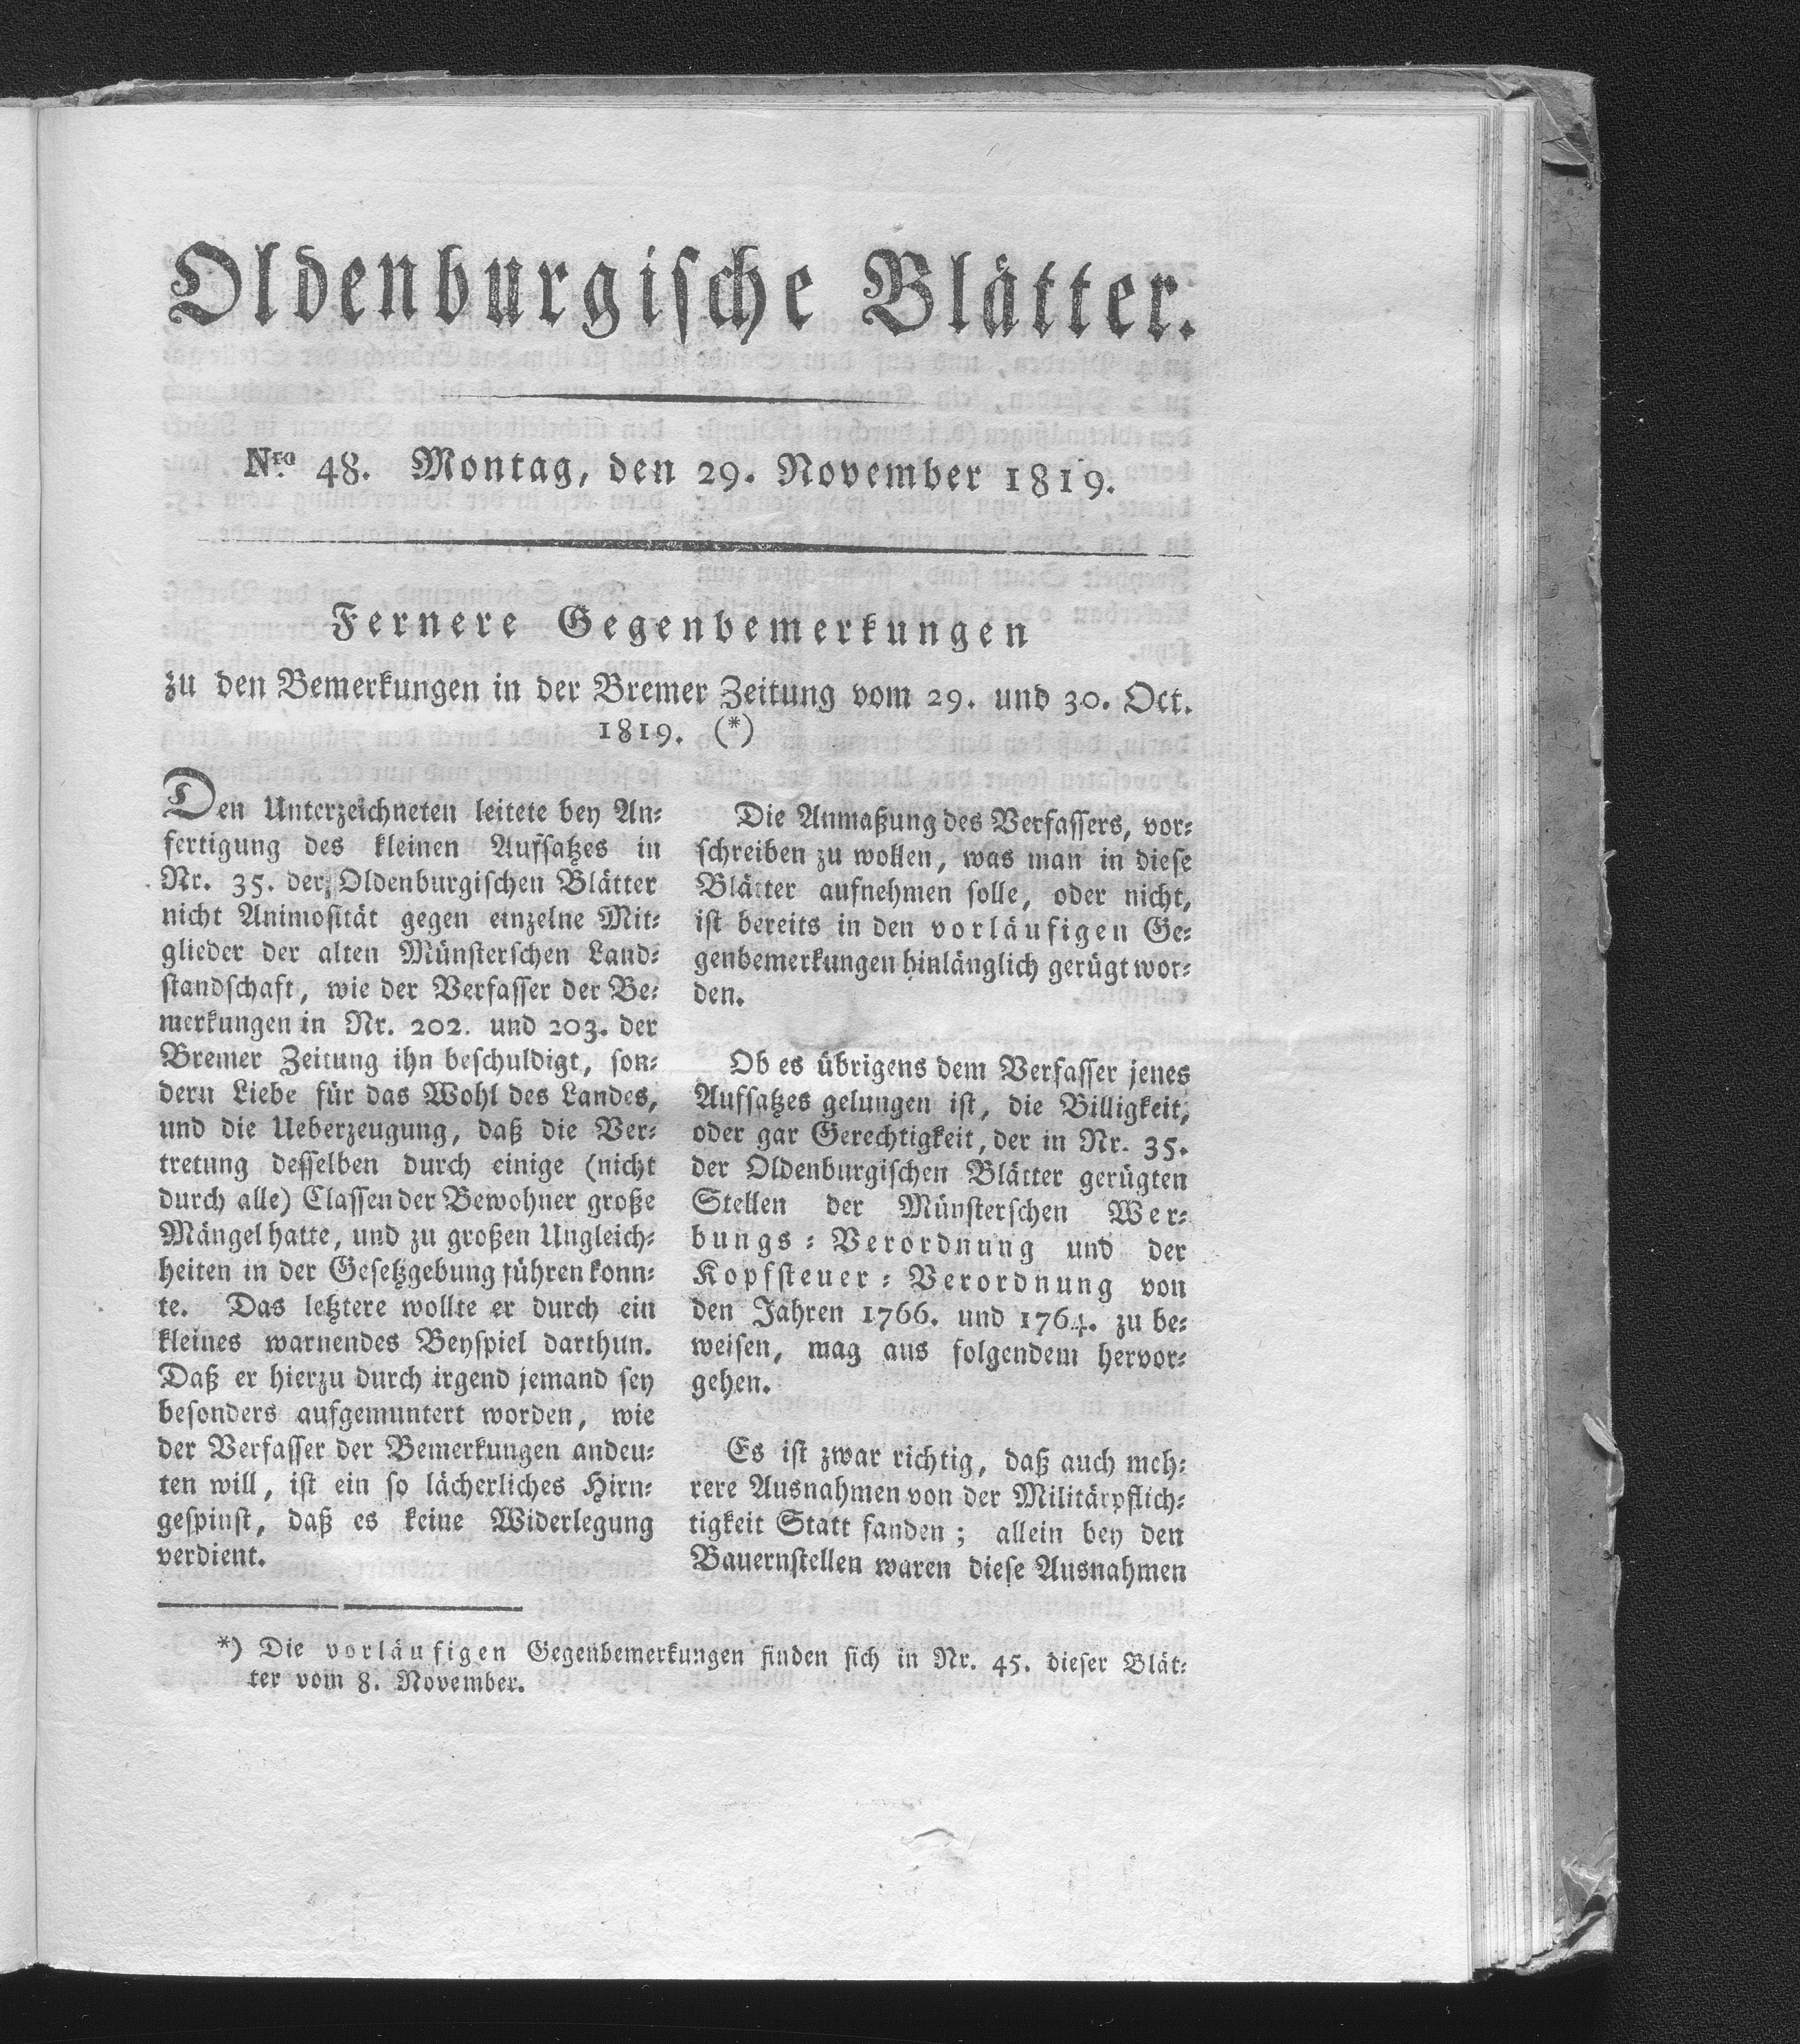 Oldenburgische Blätter.
Nro. 48. Montag, den 29. November 1819.
Fernere Gegenbemerkungen
zu den Bemerkungen in der Bremer Zeitung vom 29. und 30. Oct.
1819. (*)
Den Unterzeichneten leitete bey An⸗
fertigung des kleinen Aufsatzes in
Nr. 35. der Oldenburgischen Blätter
nicht Animosität gegen einzelne Mit⸗
glieder der alten Münsterschen Land⸗
standschaft, wie der Verfasser der Be⸗
merkungen in Nr. 202. und 203. der
Bremer Zeitung ihn beschuldigt, son⸗
dern Liebe für das Wohl des Landes,
und die Ueberzeugung, daß die Ver⸗
tretung desselben durch einige (nicht
durch alle) Classen der Bewohner große
Mängel hatte, und zu großen Ungleich⸗
heiten in der Gesetzgebung führen konn⸗
te. Das letztere wollte er durch ein
kleines warnendes Beyspiel darthun.
Daß er hierzu durch irgend jemand sey
besonders aufgemuntert worden, wie
der Verfasser der Bemerkungen andeu⸗
ten will, ist ein so lächerliches Hirn⸗
gespinst, daß es keine Widerlegung
verdient.
Die Anmaßung des Verfassers, vor⸗
schreiben zu wollen, was man in diese
Blätter aufnehmen solle, oder nicht,
ist bereits in den vorläufigen Ge⸗
genbemerkungen hinlänglich gerügt wor⸗
den.
Ob es übrigens dem Verfasser jenes
Aufsatzes gelungen ist, die Billigkeit,
oder gar Gerechtigkeit, der in Nr. 35.
der Oldenburgischen Blätter gerügten
Stellen der Münsterschen Wer⸗
bungs⸗Verordnung und der
Kopfsteuer⸗Verordnung von
den Jahren 1766. und 1764. zu be⸗
weisen, mag aus folgendem hervor⸗
gehen.
Es ist zwar richtig, daß auch meh⸗
rere Ausnahmen von der Militärpflich⸗
tigkeit Statt fanden; allein bey den
Bauernstellen waren diese Ausnahmen
*) Die vorläufigen Gegenbemerkungen finden sich in Nr. 45. dieser Blät⸗
ter vom 8. November.